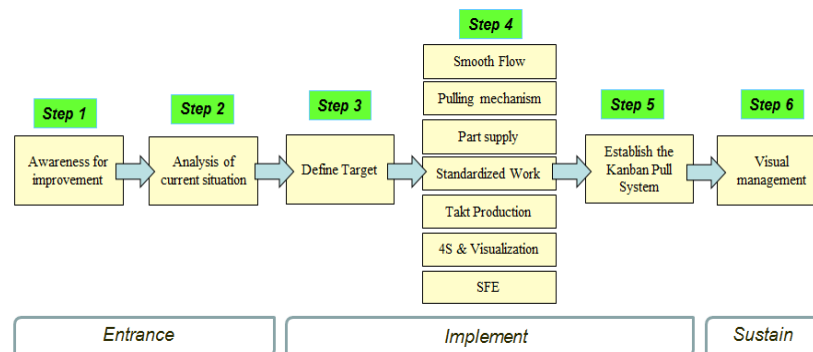 Step 1
Step 2
Step 3
Step 4
Step 5
Step 6
Awareness for
improvement
Analysis of
current situation
Define Target
Smooth Flow
Pulling mechanism
Part supply
Standardized Work
Takt Production
4S & Visualization
SFE
Establish the
Kanban Pull
System
Visual
management
Entrance
Implement
Sustain